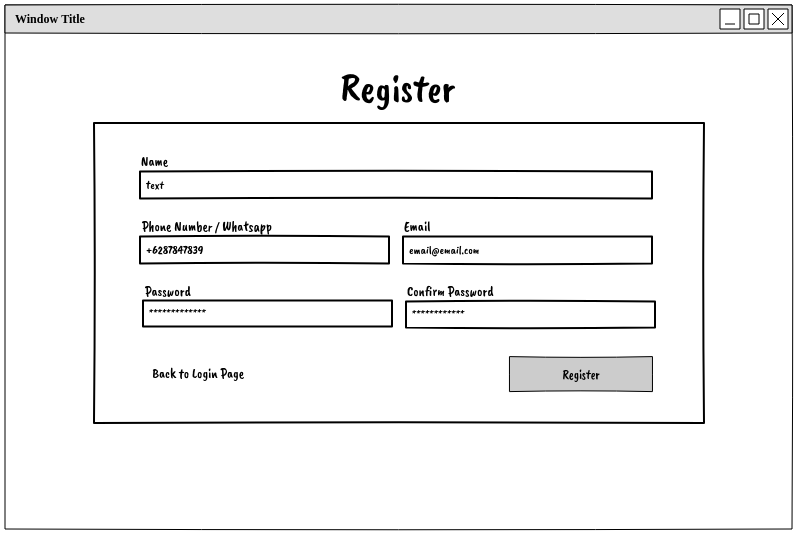 Window Title
Register
Name
text
Phone Number / Whatsapp
Email
+6287847839
email@email.com
Password
Confirm Password
*************
************
Back to Login Page
Register